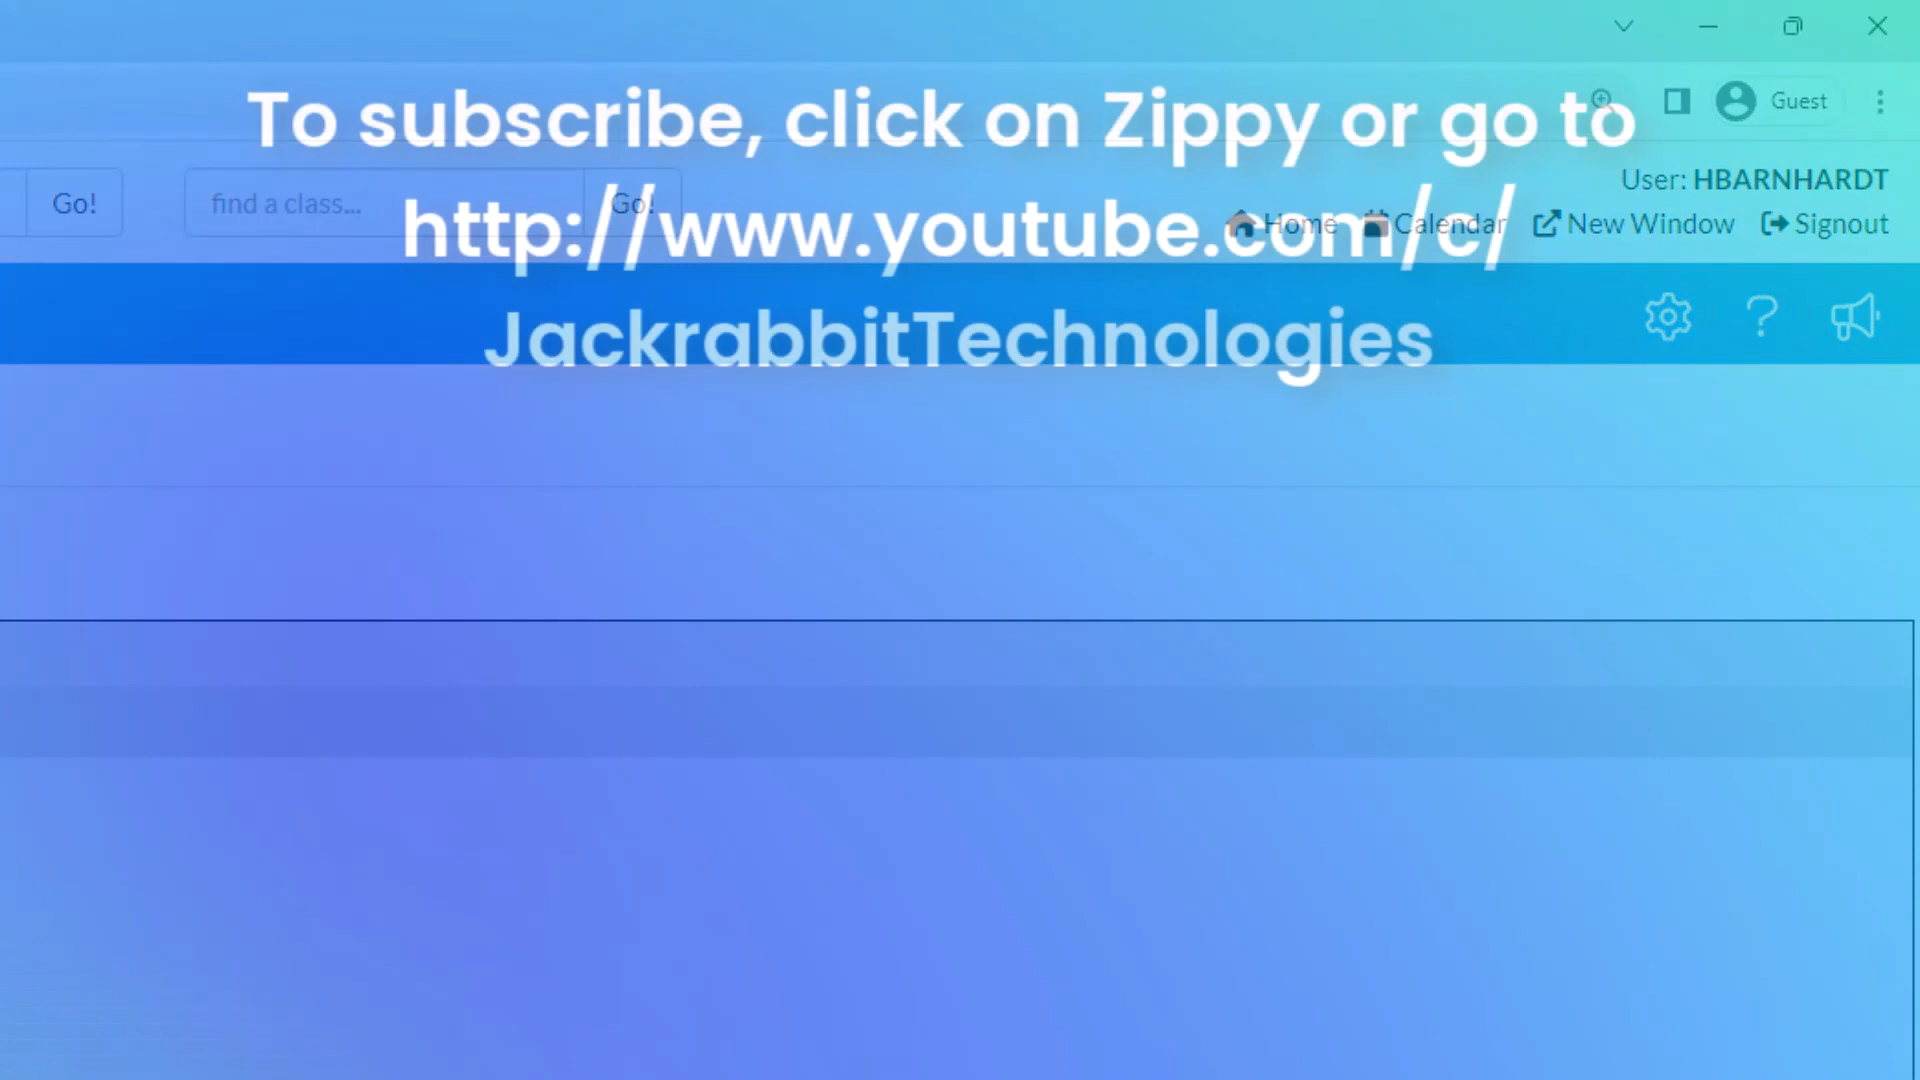 To subscribe, click on Zippy or go to
http://www.youtube.com/c/
JackrabbitTechnologies
Guest
User: HBARNHARDT
Go!
find a class...
Go!
Home
Calendar
New Window
Signout